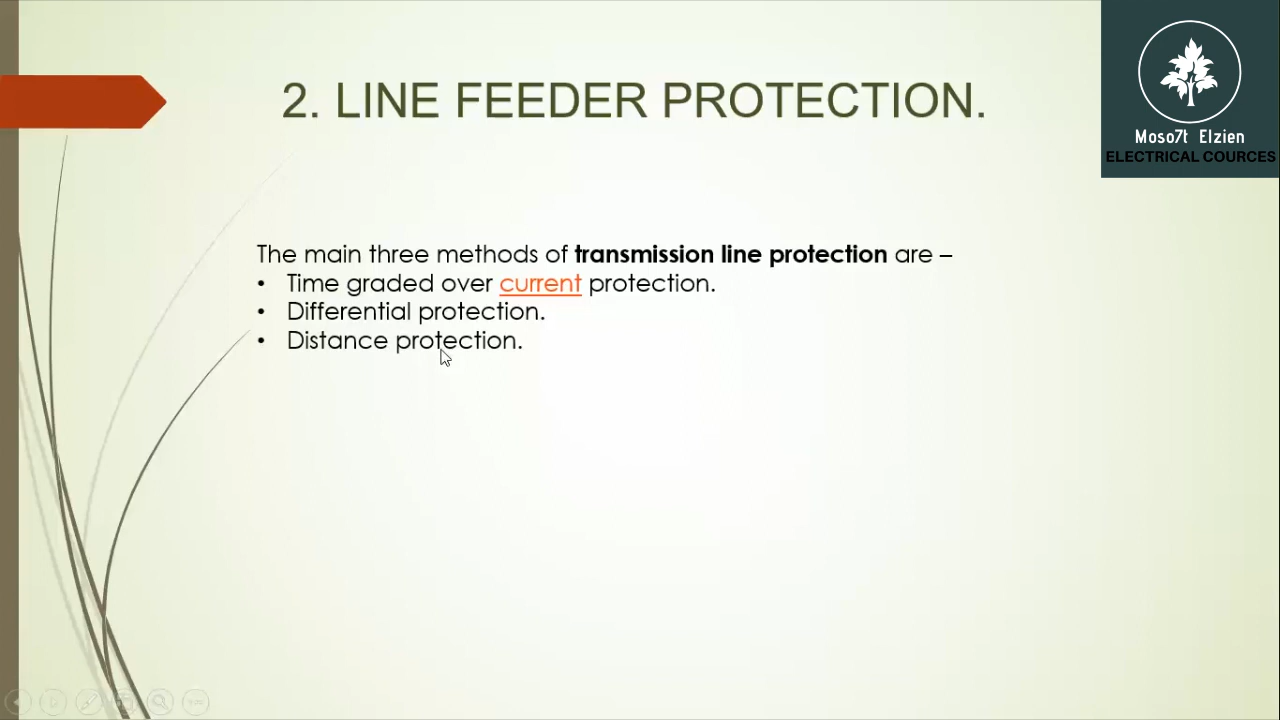 2. LINE FEEDER PROTECTION.
Moso7t Elzien
ELECTRICAL COURCES
The main three methods of transmission line protection are –
• Time graded over current protection.
• Differential protection.
• Distance protection.